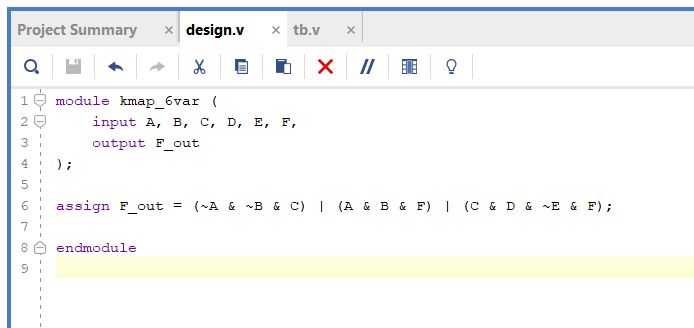 Project Summary × design.v × tb.v ×
1 module kmap_6var (
2 input A, B, C, D, E, F,
3 output F_out
4 );
5
6 assign F_out = (~A & ~B & C) | (A & B & F) | (C & D & ~E & F);
7
8 endmodule
9